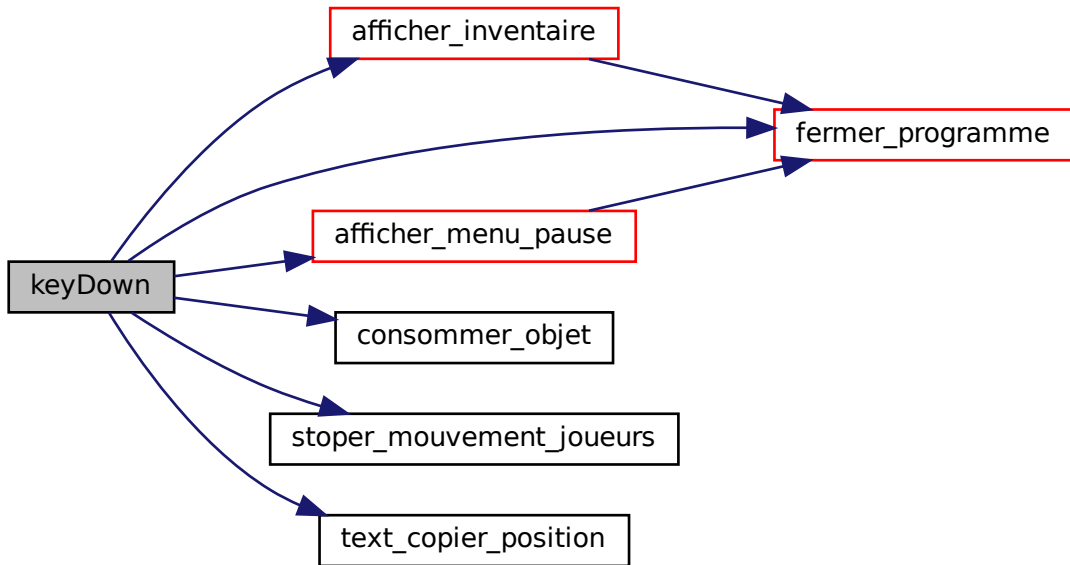 afficher_inventaire
fermer_programme
afficher_menu_pause
keyDown
consommer_objet
stoper_mouvement_joueurs
text_copier_position